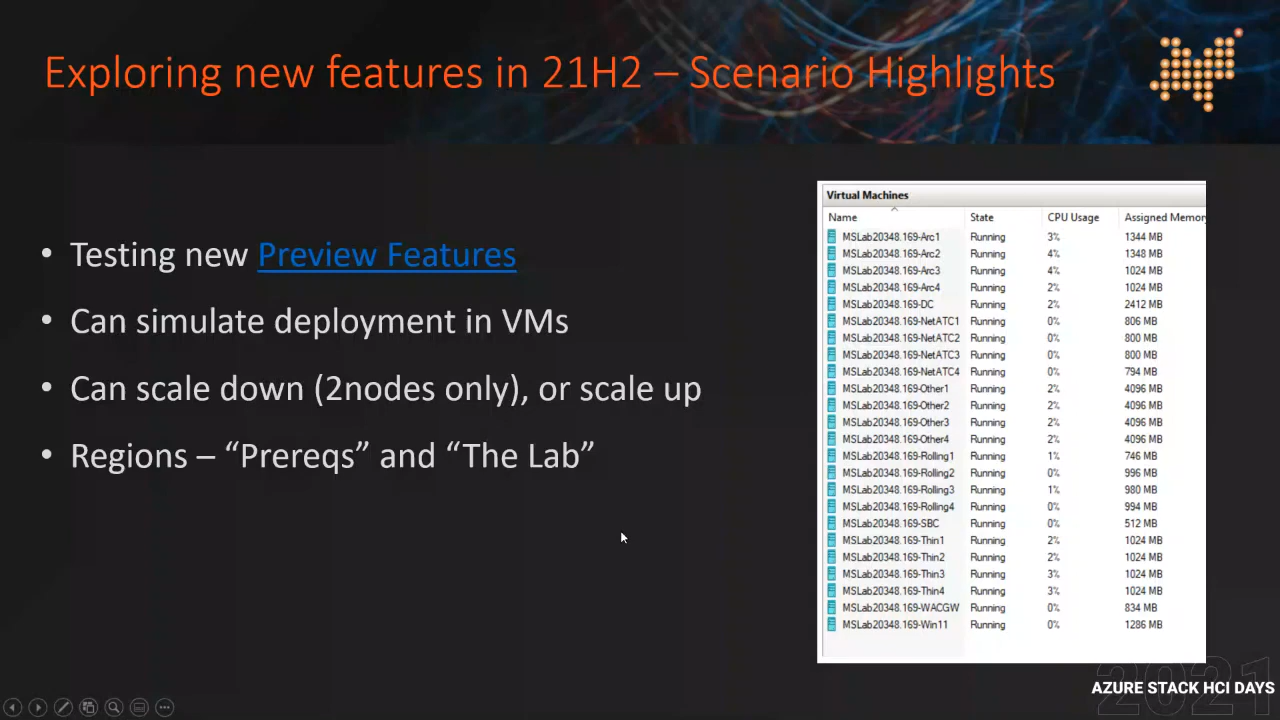 Exploring new features in 21H2 – Scenario Highlights
• Testing new Preview Features
• Can simulate deployment in VMs
• Can scale down (2nodes only), or scale up
• Regions – “Prereqs” and “The Lab”
Virtual Machines
Name State CPU Usage Assigned Memory
MSLab20348.169-Arc1 Running 3% 1344 MB
MSLab20348.169-Arc2 Running 4% 1348 MB
MSLab20348.169-Arc3 Running 4% 1024 MB
MSLab20348.169-Arc4 Running 2% 1024 MB
MSLab20348.169-DC Running 2% 2412 MB
MSLab20348.169-NetATC1 Running 0% 806 MB
MSLab20348.169-NetATC2 Running 0% 800 MB
MSLab20348.169-NetATC3 Running 0% 800 MB
MSLab20348.169-NetATC4 Running 0% 794 MB
MSLab20348.169-Other1 Running 2% 4096 MB
MSLab20348.169-Other2 Running 2% 4096 MB
MSLab20348.169-Other3 Running 2% 4096 MB
MSLab20348.169-Other4 Running 2% 4096 MB
MSLab20348.169-Rolling1 Running 1% 746 MB
MSLab20348.169-Rolling2 Running 0% 996 MB
MSLab20348.169-Rolling3 Running 1% 980 MB
MSLab20348.169-Rolling4 Running 0% 994 MB
MSLab20348.169-SBC Running 0% 512 MB
MSLab20348.169-Thin1 Running 2% 1024 MB
MSLab20348.169-Thin2 Running 2% 1024 MB
MSLab20348.169-Thin3 Running 3% 1024 MB
MSLab20348.169-Thin4 Running 3% 1024 MB
MSLab20348.169-WACGW Running 0% 834 MB
MSLab20348.169-Win11 Running 0% 1286 MB
2021
AZURE STACK HCI DAYS